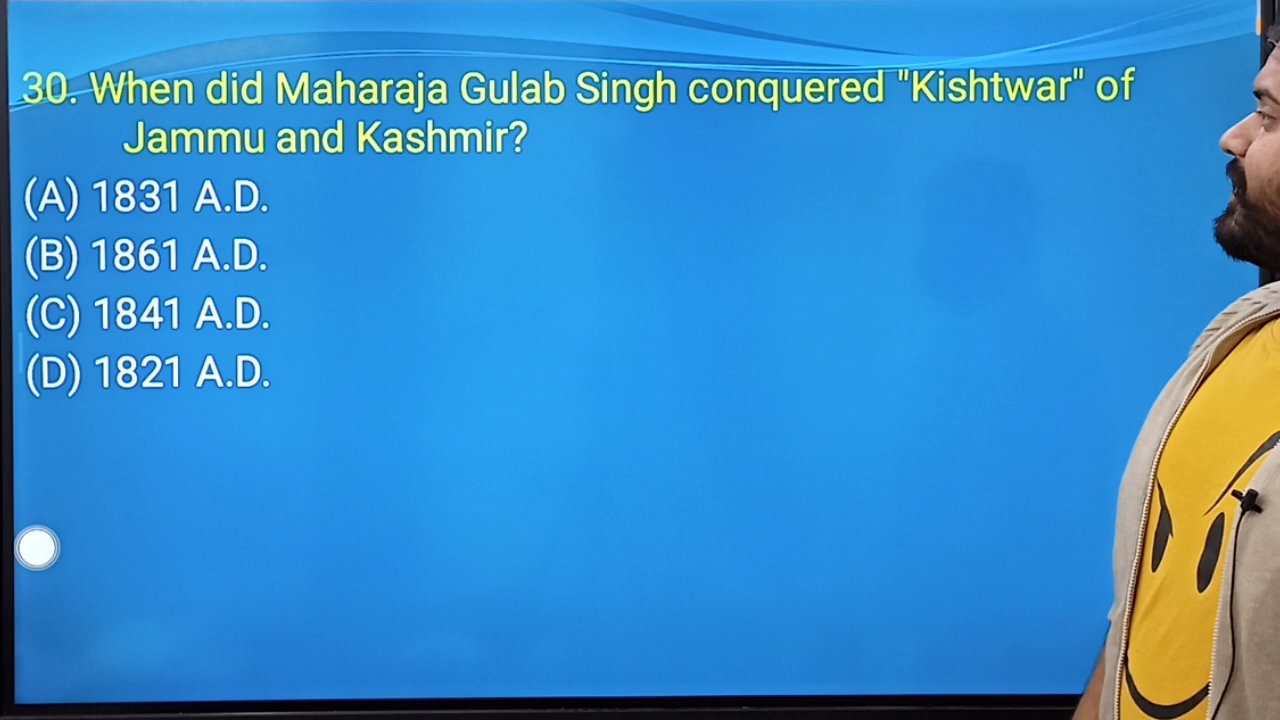 30. When did Maharaja Gulab Singh conquered "Kishtwar" of
Jammu and Kashmir?
(A) 1831 A.D.
(B) 1861 A.D.
(C) 1841 A.D.
(D) 1821 A.D.